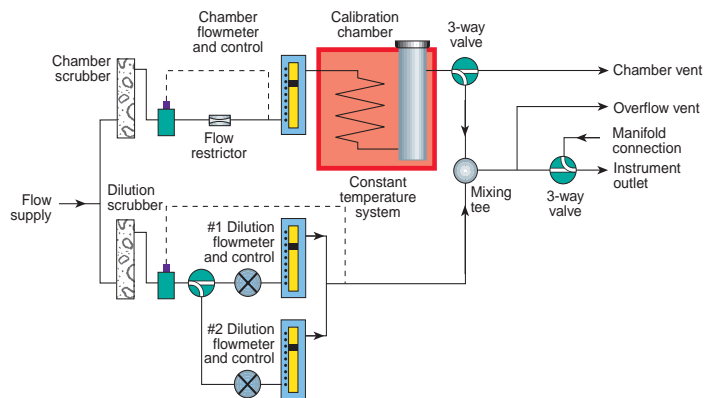 Chamber
flowmeter
and control
Calibration
chamber
3-way
valve
Chamber
scrubber
Chamber vent
Overflow vent
Flow
restrictor
Manifold
connection
Instrument
outlet
Mixing
tee
3-way
valve
Constant
temperature
system
Flow
supply
Dilution
scrubber
#1 Dilution
flowmeter
and control
#2 Dilution
flowmeter
and control